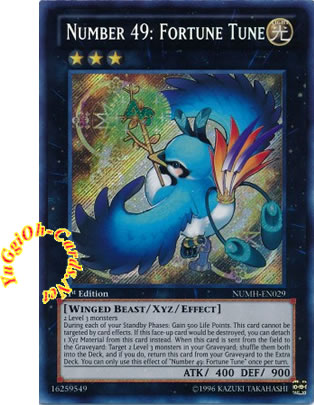 NUMBER 49: FORTUNE TUNE
光
YuGgiOh-Cards.Net
1st Edition
NUMH-EN029
[WINGED BEAST/XYZ/EFFECT]
2 Level 3 monsters
During each of your Standby Phases: Gain 500 Life Points. This card cannot be
targeted by card effects. If this face-up card would be destroyed, you can detach
1 Xyz Material from this card instead. When this card is sent from the field to
the Graveyard: Target 2 Level 3 monsters in your Graveyard; shuffle them both
into the Deck, and if you do, return this card from your Graveyard to the Extra
Deck. You can only use this effect of "Number 49: Fortune Tune" once per turn.
ATK/ 400 DEF/ 900
16259549
©1996 KAZUKI TAKAHASHI